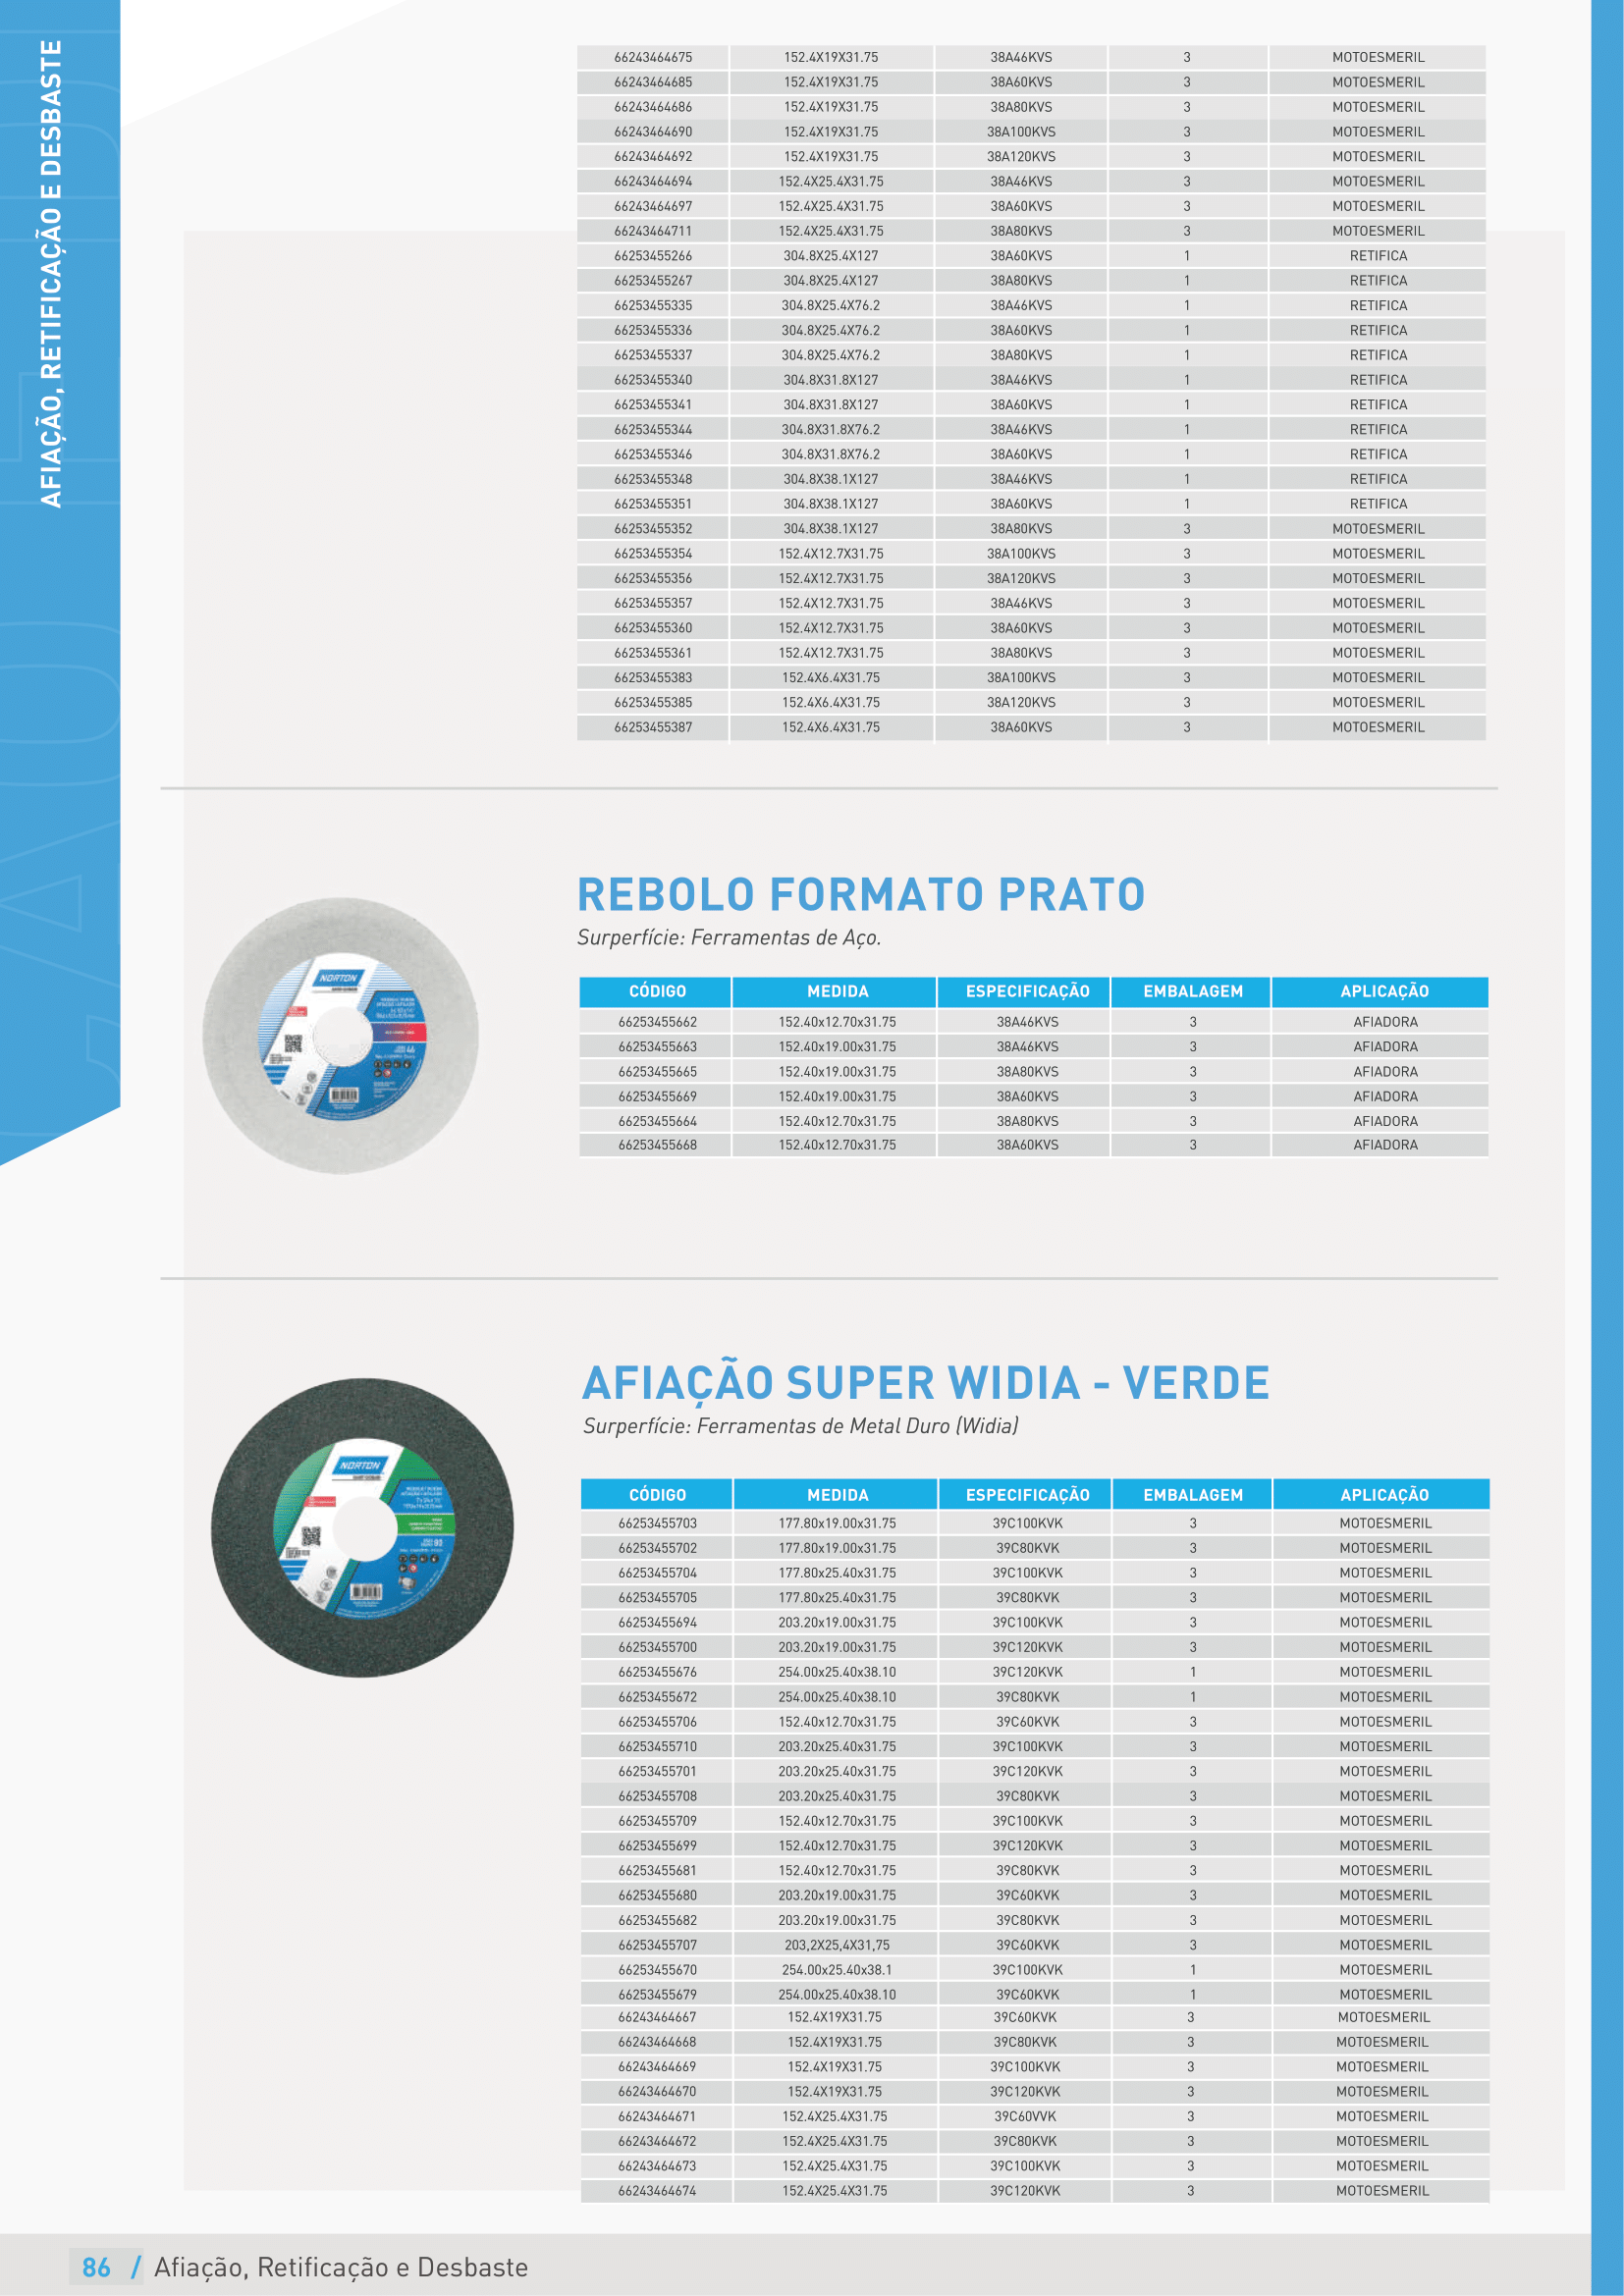 AFIAÇÃO, RETIFICAÇÃO E DESBASTE
66243464675 152.4X19X31.75 38A46KVS 3 MOTOESMERIL
66243464685 152.4X19X31.75 38A60KVS 3 MOTOESMERIL
66243464686 152.4X19X31.75 38A80KVS 3 MOTOESMERIL
66243464690 152.4X19X31.75 38A100KVS 3 MOTOESMERIL
66243464692 152.4X19X31.75 38A120KVS 3 MOTOESMERIL
66243464694 152.4X25.4X31.75 38A46KVS 3 MOTOESMERIL
66243464697 152.4X25.4X31.75 38A60KVS 3 MOTOESMERIL
66243464711 152.4X25.4X31.75 38A80KVS 3 MOTOESMERIL
66253455266 304.8X25.4X127 38A60KVS 1 RETIFICA
66253455267 304.8X25.4X127 38A80KVS 1 RETIFICA
66253455335 304.8X25.4X76.2 38A46KVS 1 RETIFICA
66253455336 304.8X25.4X76.2 38A60KVS 1 RETIFICA
66253455337 304.8X25.4X76.2 38A80KVS 1 RETIFICA
66253455340 304.8X31.8X127 38A46KVS 1 RETIFICA
66253455341 304.8X31.8X127 38A60KVS 1 RETIFICA
66253455344 304.8X31.8X76.2 38A46KVS 1 RETIFICA
66253455346 304.8X31.8X76.2 38A60KVS 1 RETIFICA
66253455348 304.8X38.1X127 38A46KVS 1 RETIFICA
66253455351 304.8X38.1X127 38A60KVS 1 RETIFICA
66253455352 304.8X38.1X127 38A80KVS 3 MOTOESMERIL
66253455354 152.4X12.7X31.75 38A100KVS 3 MOTOESMERIL
66253455356 152.4X12.7X31.75 38A120KVS 3 MOTOESMERIL
66253455357 152.4X12.7X31.75 38A46KVS 3 MOTOESMERIL
66253455360 152.4X12.7X31.75 38A60KVS 3 MOTOESMERIL
66253455361 152.4X12.7X31.75 38A80KVS 3 MOTOESMERIL
66253455383 152.4X6.4X31.75 38A100KVS 3 MOTOESMERIL
66253455385 152.4X6.4X31.75 38A120KVS 3 MOTOESMERIL
66253455387 152.4X6.4X31.75 38A60KVS 3 MOTOESMERIL
REBOLO FORMATO PRATO
Surperfície: Ferramentas de Aço.
NORTON
CÓDIGO MEDIDA ESPECIFICAÇÃO EMBALAGEM APLICAÇÃO
66253455662 152.40x12.70x31.75 38A46KVS 3 AFIADORA
66253455663 152.40x19.00x31.75 38A46KVS 3 AFIADORA
66253455665 152.40x19.00x31.75 38A80KVS 3 AFIADORA
66253455669 152.40x19.00x31.75 38A60KVS 3 AFIADORA
66253455664 152.40x12.70x31.75 38A80KVS 3 AFIADORA
66253455668 152.40x12.70x31.75 38A60KVS 3 AFIADORA
AFIAÇÃO SUPER WIDIA - VERDE
Surperfície: Ferramentas de Metal Duro (Widia)
NORTON
CÓDIGO MEDIDA ESPECIFICAÇÃO EMBALAGEM APLICAÇÃO
66253455703 177.80x19.00x31.75 39C100KVK 3 MOTOESMERIL
66253455702 177.80x19.00x31.75 39C80KVK 3 MOTOESMERIL
66253455704 177.80x25.40x31.75 39C100KVK 3 MOTOESMERIL
66253455705 177.80x25.40x31.75 39C80KVK 3 MOTOESMERIL
66253455694 203.20x19.00x31.75 39C100KVK 3 MOTOESMERIL
66253455700 203.20x19.00x31.75 39C120KVK 3 MOTOESMERIL
66253455676 254.00x25.40x38.10 39C120KVK 1 MOTOESMERIL
66253455672 254.00x25.40x38.10 39C80KVK 1 MOTOESMERIL
66253455706 152.40x12.70x31.75 39C60KVK 3 MOTOESMERIL
66253455710 203.20x25.40x31.75 39C100KVK 3 MOTOESMERIL
66253455701 203.20x25.40x31.75 39C120KVK 3 MOTOESMERIL
66253455708 203.20x25.40x31.75 39C80KVK 3 MOTOESMERIL
66253455709 152.40x12.70x31.75 39C100KVK 3 MOTOESMERIL
66253455699 152.40x12.70x31.75 39C120KVK 3 MOTOESMERIL
66253455681 152.40x12.70x31.75 39C80KVK 3 MOTOESMERIL
66253455680 203.20x19.00x31.75 39C60KVK 3 MOTOESMERIL
66253455682 203.20x19.00x31.75 39C80KVK 3 MOTOESMERIL
66253455707 203,2X25,4X31,75 39C60KVK 3 MOTOESMERIL
66253455670 254.00x25.40x38.1 39C100KVK 1 MOTOESMERIL
66253455679 254.00x25.40x38.10 39C60KVK 1 MOTOESMERIL
66243464667 152.4X19X31.75 39C60KVK 3 MOTOESMERIL
66243464668 152.4X19X31.75 39C80KVK 3 MOTOESMERIL
66243464669 152.4X19X31.75 39C100KVK 3 MOTOESMERIL
66243464670 152.4X19X31.75 39C120KVK 3 MOTOESMERIL
66243464671 152.4X25.4X31.75 39C60VVK 3 MOTOESMERIL
66243464672 152.4X25.4X31.75 39C80KVK 3 MOTOESMERIL
66243464673 152.4X25.4X31.75 39C100KVK 3 MOTOESMERIL
66243464674 152.4X25.4X31.75 39C120KVK 3 MOTOESMERIL
86 / Afiação, Retificação e Desbaste